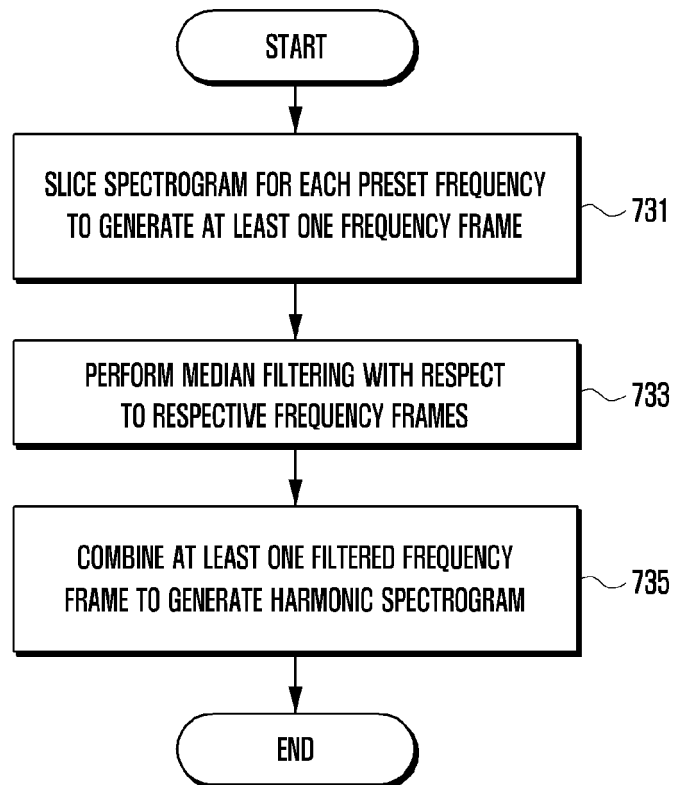 START
SLICE SPECTROGRAM FOR EACH PRESET FREQUENCY
TO GENERATE AT LEAST ONE FREQUENCY FRAME
731
PERFORM MEDIAN FILTERING WITH RESPECT
TO RESPECTIVE FREQUENCY FRAMES
733
COMBINE AT LEAST ONE FILTERED FREQUENCY
FRAME TO GENERATE HARMONIC SPECTROGRAM
735
END